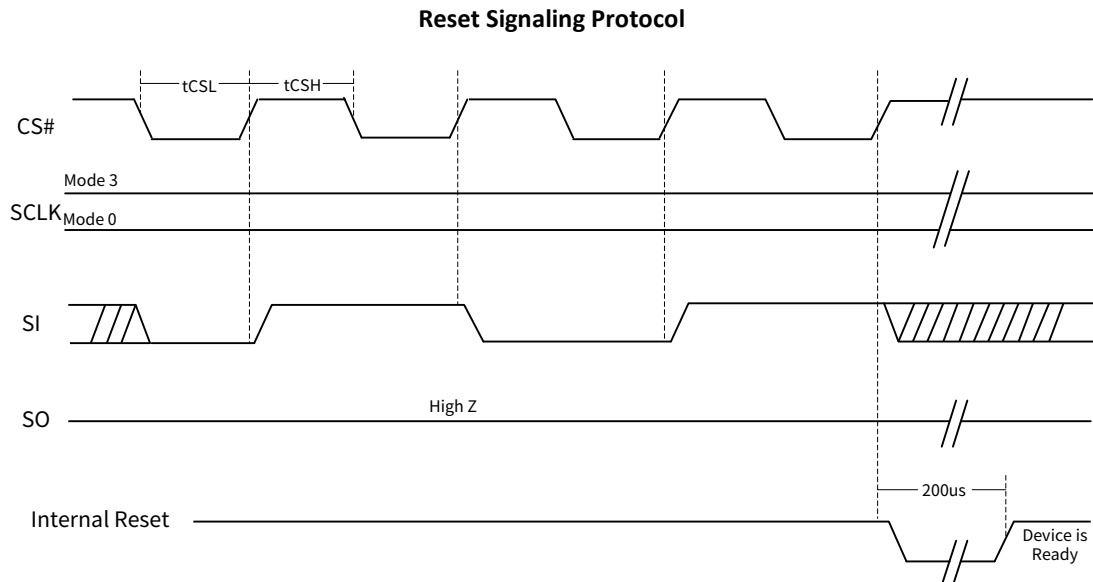 Reset Signaling Protocol
tCSL
tCSH
CS#
Mode 3
SCLK
Mode 0
SI
High Z
SO
200us
Internal Reset
Device is
Ready